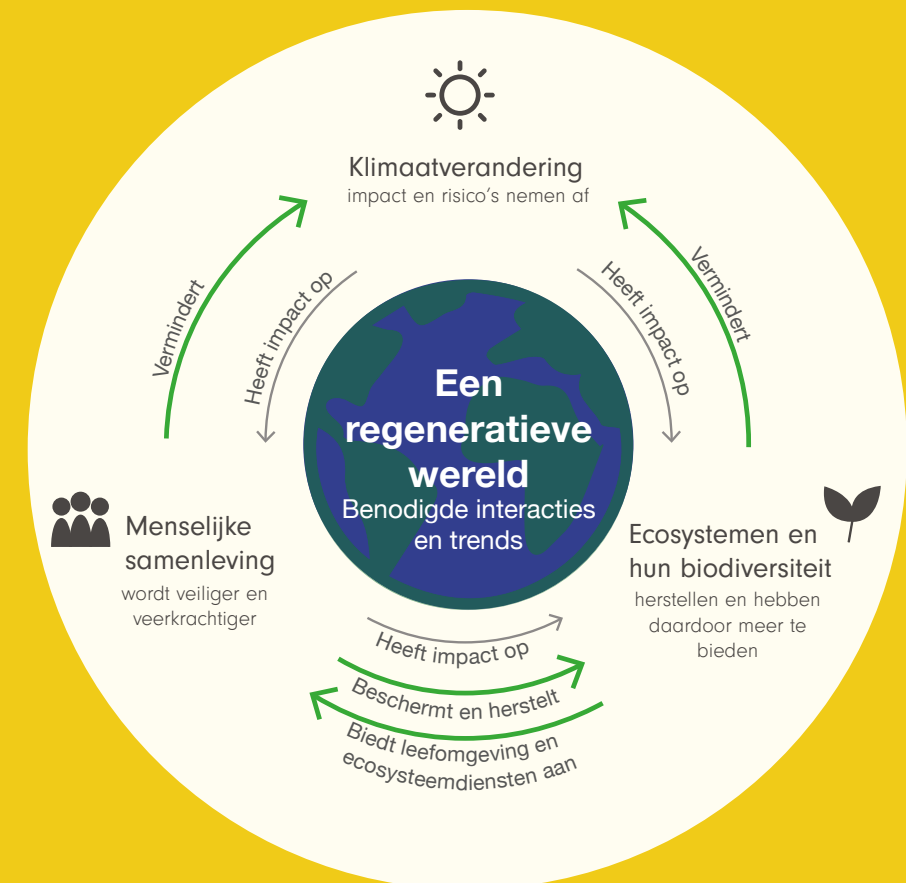 Klimaatverandering
impact en risico's nemen af
Vermindert
Heeft impact op
Heeft impact op
Vermindert
Een
regeneratieve
wereld
Benodigde interacties
en trends
Menselijke
samenleving
wordt veiliger en
veerkrachtiger
Ecosystemen en
hun biodiversiteit
herstellen en hebben
daardoor meer te
bieden
Heeft impact op
Beschermt en herstelt
Biedt leefomgeving en
ecosysteemdiensten aan